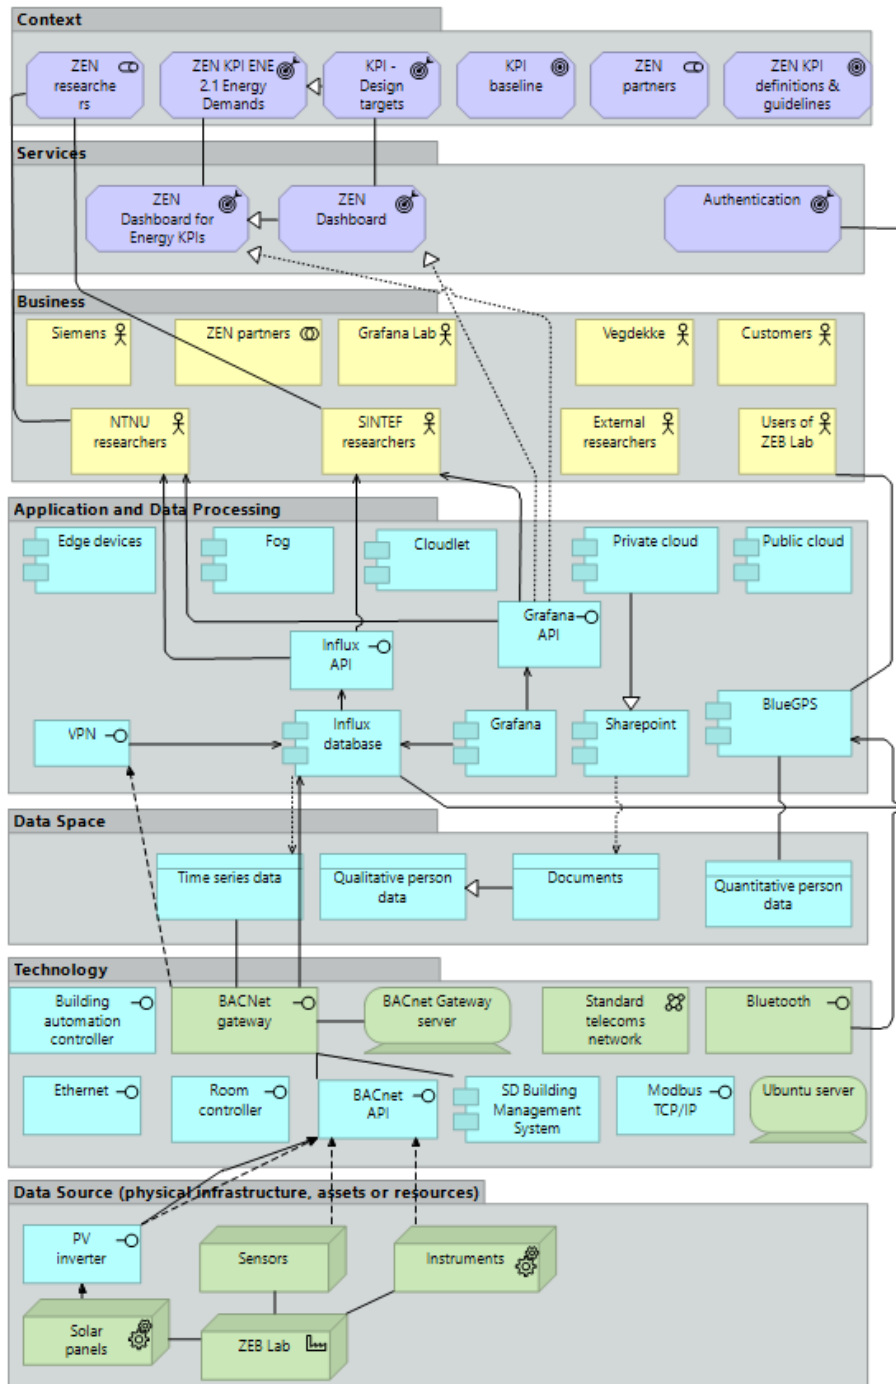 Context
ZEN
researche
rs
ZEN KPI ENE
2.1 Energy
Demands
KPI -
Design
targets
KPI
baseline
ZEN
partners
ZEN KPI
definitions &
guidelines
Services
ZEN
Dashboard for
Energy KPIs
ZEN
Dashboard
Authentication
Business
Siemens
ZEN partners
Grafana Lab
Vegdekke
Customers
NTNU
researchers
SINTEF
researchers
External
researchers
Users of
ZEB Lab
Application and Data Processing
Edge devices
Fog
Cloudlet
Private cloud
Public cloud
Grafana
API
Influx
API
VPN
Influx
database
Grafana
Sharepoint
BlueGPS
Data Space
Time series data
Qualitative person
data
Documents
Quantitative person
data
Technology
Building
automation
controller
BACNet
gateway
BACnet Gateway
server
Standard
telecoms
network
Bluetooth
Ethernet
Room
controller
BACnet
API
SD Building
Management
System
Modbus
TCP/IP
Ubuntu server
Data Source (physical infrastructure, assets or resources)
PV
inverter
Sensors
Instruments
Solar
panels
ZEB Lab